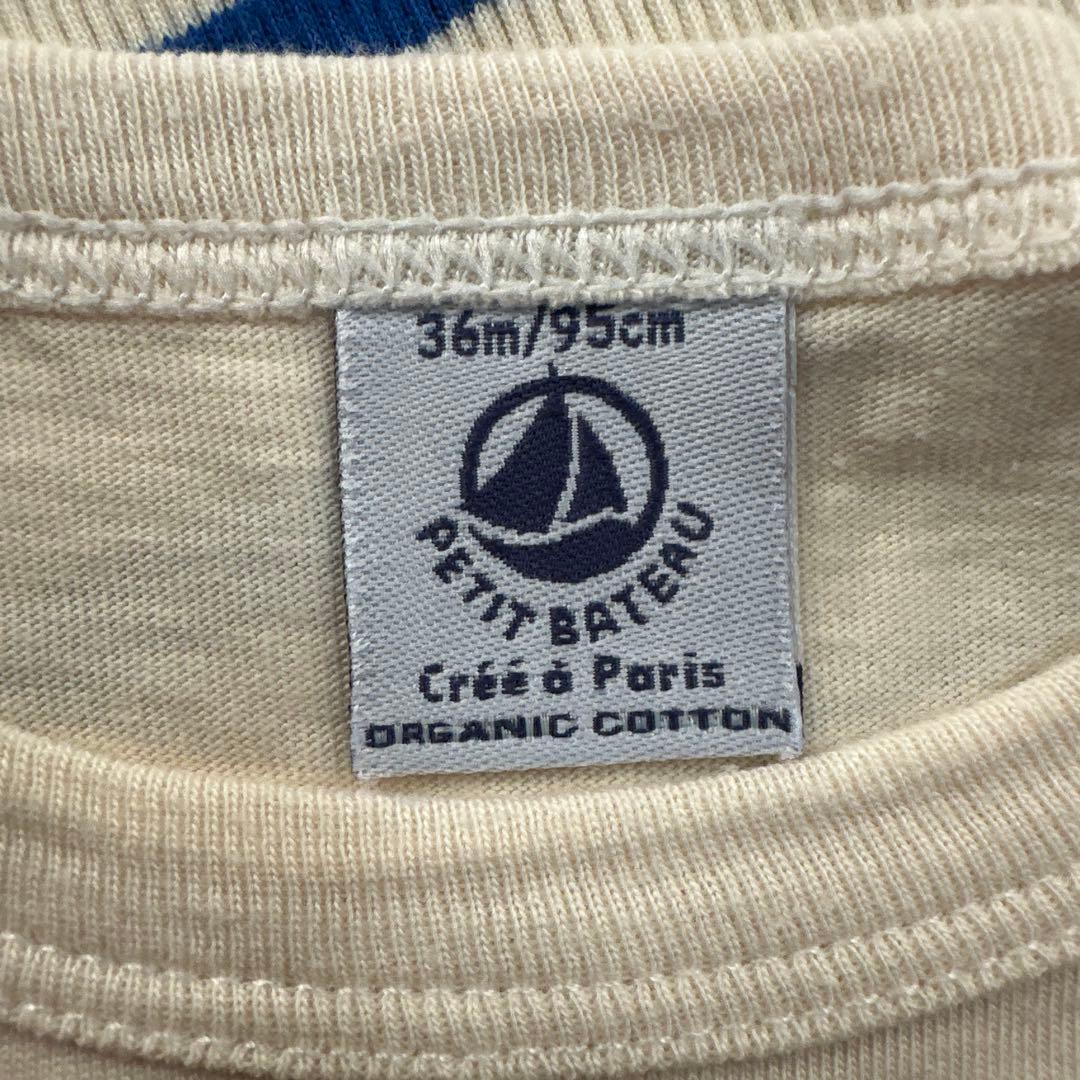 36m/95cm
PETIT BATEAU
Créé à Paris
ORGANIC COTTON